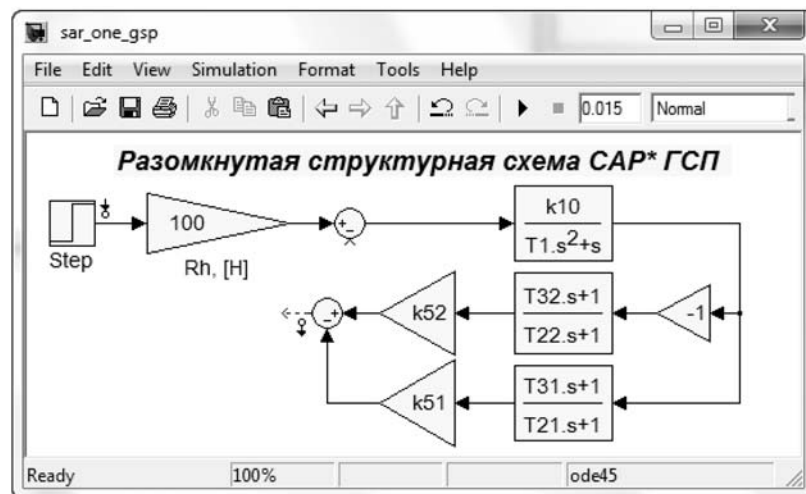 sar_one_gsp
File Edit View Simulation Format Tools Help
0.015 Normal
Разомкнутая структурная схема САР* ГСП
Step
100
Rh, [H]
+-
k10
T1.s²+s
-+
k52
T32.s+1
T22.s+1
-1
k51
T31.s+1
T21.s+1
Ready 100% ode45